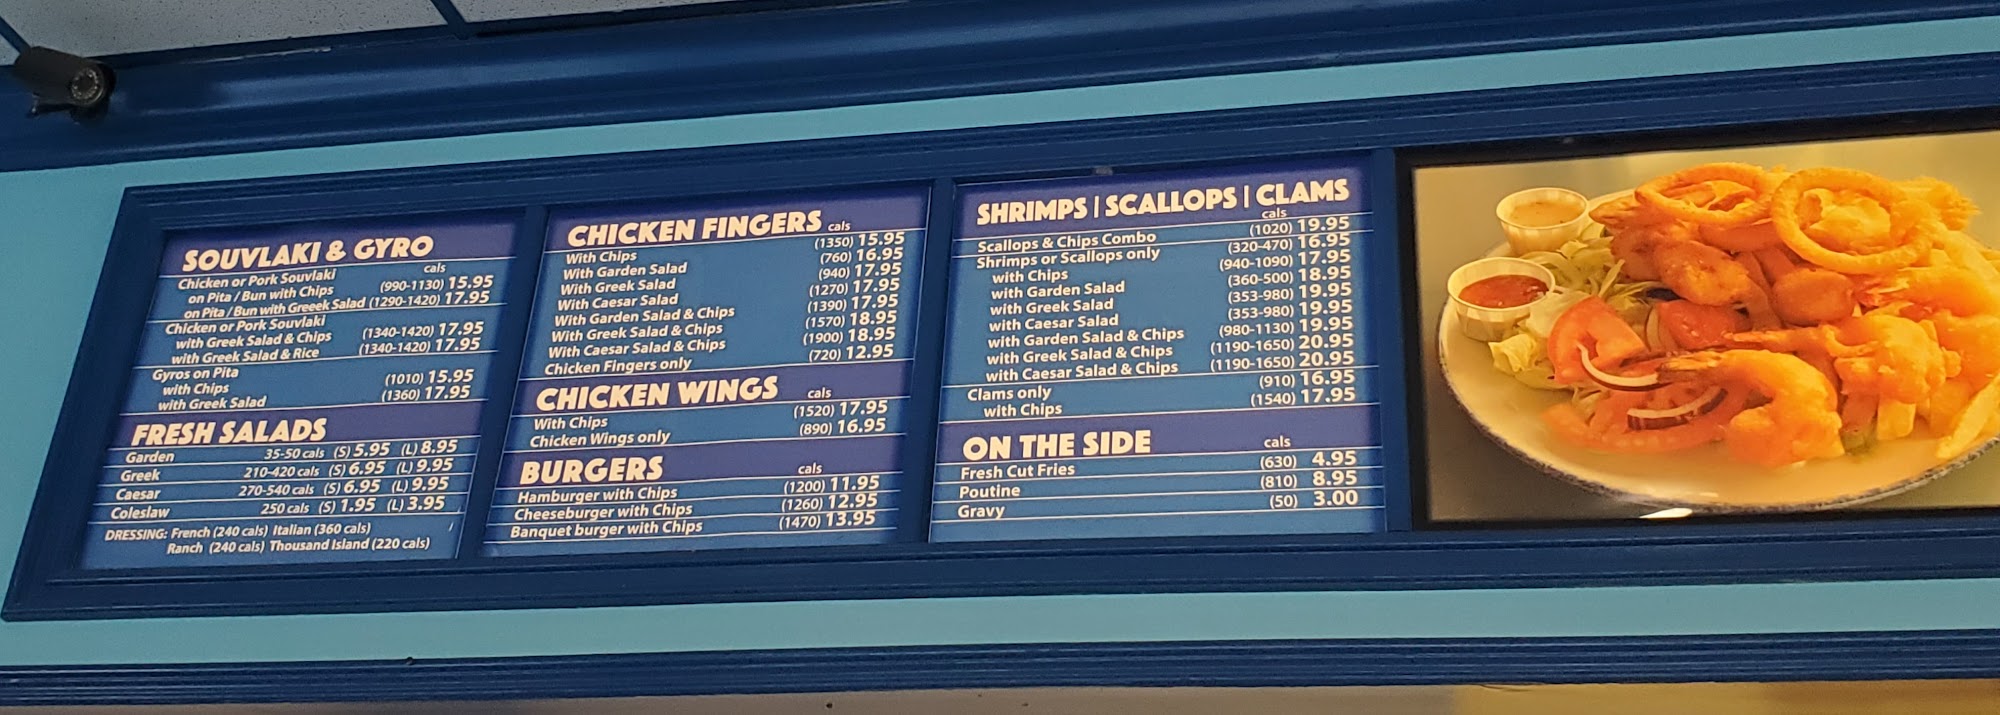 SOUVLAKI & GYRO
cals
Chicken or Pork Souvlaki
on Pita / Bun with Chips (990-1130) 15.95
on Pita / Bun with Greeek Salad (1290-1420) 17.95
Chicken or Pork Souvlaki
with Greek Salad & Chips (1340-1420) 17.95
with Greek Salad & Rice (1340-1420) 17.95
Gyros on Pita
with Chips (1010) 15.95
with Greek Salad (1360) 17.95
FRESH SALADS
Garden 35-50 cals (S) 5.95 (L) 8.95
Greek 210-420 cals (S) 6.95 (L) 9.95
Caesar 270-540 cals (S) 6.95 (L) 9.95
Coleslaw 250 cals (S) 1.95 (L) 3.95
DRESSING: French (240 cals) Italian (360 cals)
Ranch (240 cals) Thousand Island (220 cals)
CHICKEN FINGERS cals
With Chips (1350) 15.95
With Garden Salad (760) 16.95
With Greek Salad (940) 17.95
With Caesar Salad (1270) 17.95
With Garden Salad & Chips (1390) 17.95
With Greek Salad & Chips (1570) 18.95
With Caesar Salad & Chips (1900) 18.95
Chicken Fingers only (720) 12.95
CHICKEN WINGS cals
With Chips (1520) 17.95
Chicken Wings only (890) 16.95
BURGERS cals
Hamburger with Chips (1200) 11.95
Cheeseburger with Chips (1260) 12.95
Banquet burger with Chips (1470) 13.95
SHRIMPS | SCALLOPS | CLAMS
cals
Scallops & Chips Combo (1020) 19.95
Shrimps or Scallops only (320-470) 16.95
with Chips (940-1090) 17.95
with Garden Salad (360-500) 18.95
with Greek Salad (353-980) 19.95
with Caesar Salad (353-980) 19.95
with Garden Salad & Chips (980-1130) 19.95
with Greek Salad & Chips (1190-1650) 20.95
with Caesar Salad & Chips (1190-1650) 20.95
Clams only (910) 16.95
with Chips (1540) 17.95
ON THE SIDE cals
Fresh Cut Fries (630) 4.95
Poutine (810) 8.95
Gravy (50) 3.00